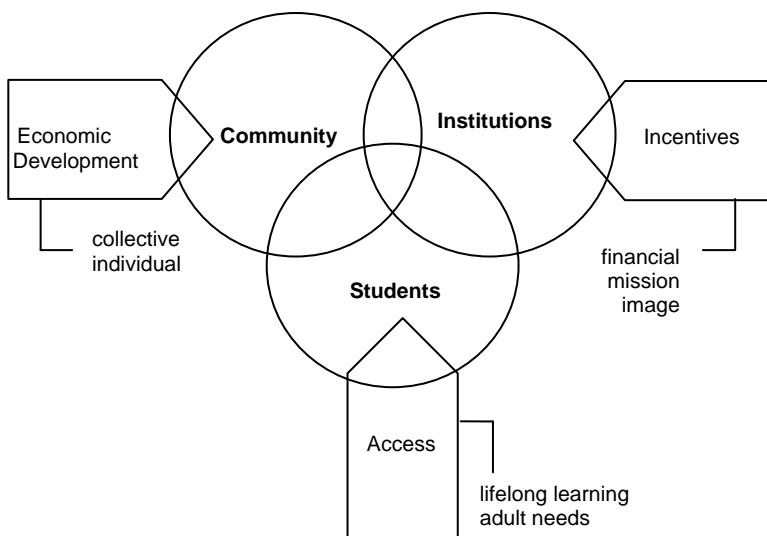 Economic
Development
Community
Institutions
Incentives
collective
individual
financial
mission
image
Students
Access
lifelong learning
adult needs